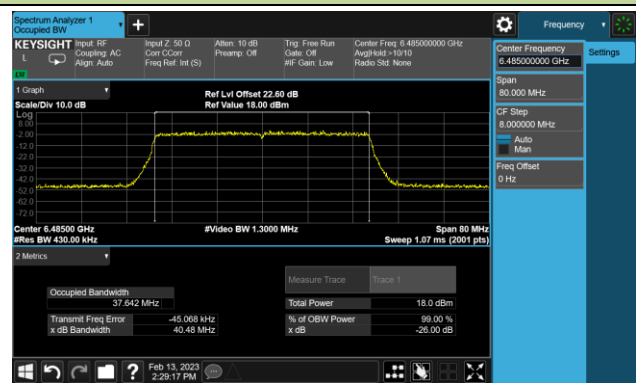 Spectrum Analyzer 1
Occupied BW
Frequency
KEYSIGHT
L
Input: RF
Coupling: AC
Align: Auto
Input Z: 50 Ω
Corr CCorr
Freq Ref: Int (S)
Atten: 10 dB
Preamp: Off
Trig: Free Run
Gate: Off
#IF Gain: Low
Center Freq: 6.485000000 GHz
Avg|Hold:>10/10
Radio Std: None
Center Frequency
6.485000000 GHz
Settings
Span
80.000 MHz
CF Step
8.000000 MHz
Auto
Man
Freq Offset
0 Hz
1 Graph
Scale/Div 10.0 dB
Ref Lvl Offset 22.60 dB
Ref Value 18.00 dBm
Log
8.00
-2.00
-12.0
-22.0
-32.0
-42.0
-52.0
-62.0
-72.0
Center 6.48500 GHz
#Res BW 430.00 kHz
#Video BW 1.3000 MHz
Span 80 MHz
Sweep 1.07 ms (2001 pts)
2 Metrics
Measure Trace
Trace 1
Occupied Bandwidth
37.642 MHz
Total Power
18.0 dBm
Transmit Freq Error
-45.068 kHz
% of OBW Power
99.00 %
x dB Bandwidth
40.48 MHz
x dB
-26.00 dB
?
Feb 13, 2023
2:29:17 PM